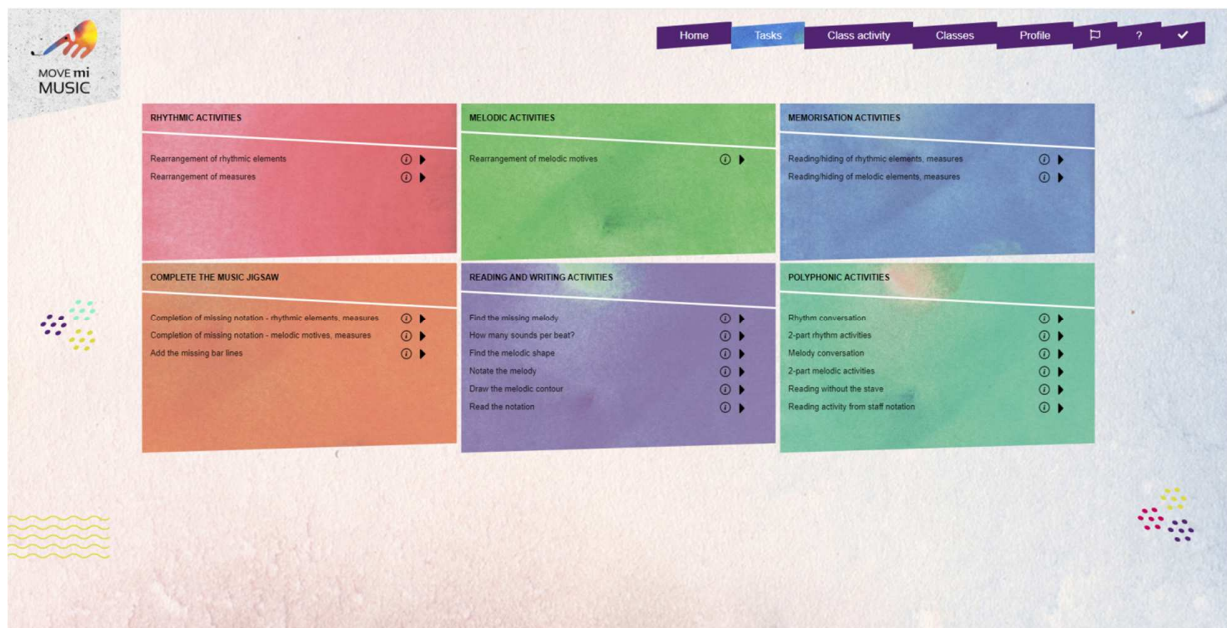 MOVE mi
MUSIC
Home Tasks Class activity Classes Profile ?
RHYTHMIC ACTIVITIES
Rearrangement of rhythmic elements
Rearrangement of measures
MELODIC ACTIVITIES
Rearrangement of melodic motives
MEMORISATION ACTIVITIES
Reading/hiding of rhythmic elements, measures
Reading/hiding of melodic elements, measures
COMPLETE THE MUSIC JIGSAW
Completion of missing notation - rhythmic elements, measures
Completion of missing notation - melodic motives, measures
Add the missing bar lines
READING AND WRITING ACTIVITIES
Find the missing melody
How many sounds per beat?
Find the melodic shape
Notate the melody
Draw the melodic contour
Read the notation
POLYPHONIC ACTIVITIES
Rhythm conversation
2-part rhythm activities
Melody conversation
2-part melodic activities
Reading without the stave
Reading activity from staff notation